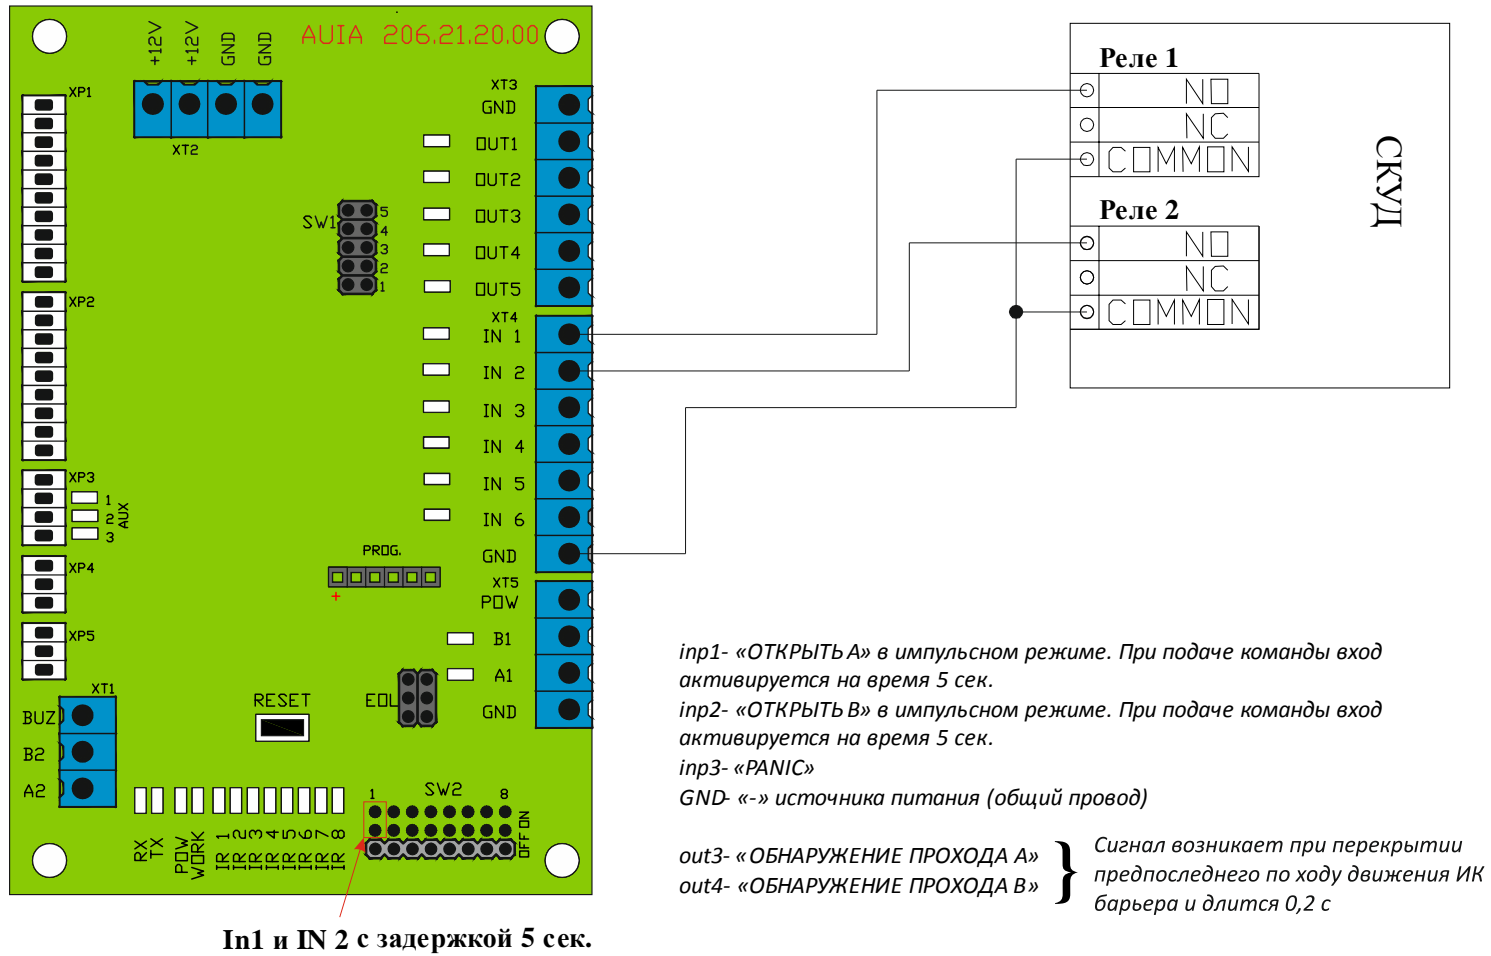 +12V
+12V
GND
GND
AUIA 206.21.20.00
XT2
XP1
XP2
XP3
1
2
3
AUX
XP4
XP5
XT1
BUZ
B2
A2
SW1
5
4
3
2
1
XT3
GND
OUT1
OUT2
OUT3
OUT4
OUT5
XT4
IN 1
IN 2
IN 3
IN 4
IN 5
IN 6
GND
XT5
POW
B1
A1
GND
PROG.
+
RESET
EOL
RX
TX
POW
WORK
IR 1
IR 2
IR 3
IR 4
IR 5
IR 6
IR 7
IR 8
1
SW2
8
OFF ON
In1 и IN 2 с задержкой 5 сек.
Реле 1
NO
NC
COMMON
Реле 2
NO
NC
COMMON
СКУД
inp1- «ОТКРЫТЬ А» в импульсном режиме. При подаче команды вход
активируется на время 5 сек.
inp2- «ОТКРЫТЬ В» в импульсном режиме. При подаче команды вход
активируется на время 5 сек.
inp3- «PANIC»
GND- «-» источника питания (общий провод)
out3- «ОБНАРУЖЕНИЕ ПРОХОДА А»
out4- «ОБНАРУЖЕНИЕ ПРОХОДА В»
}
Сигнал возникает при перекрытии
предпоследнего по ходу движения ИК
барьера и длится 0,2 с